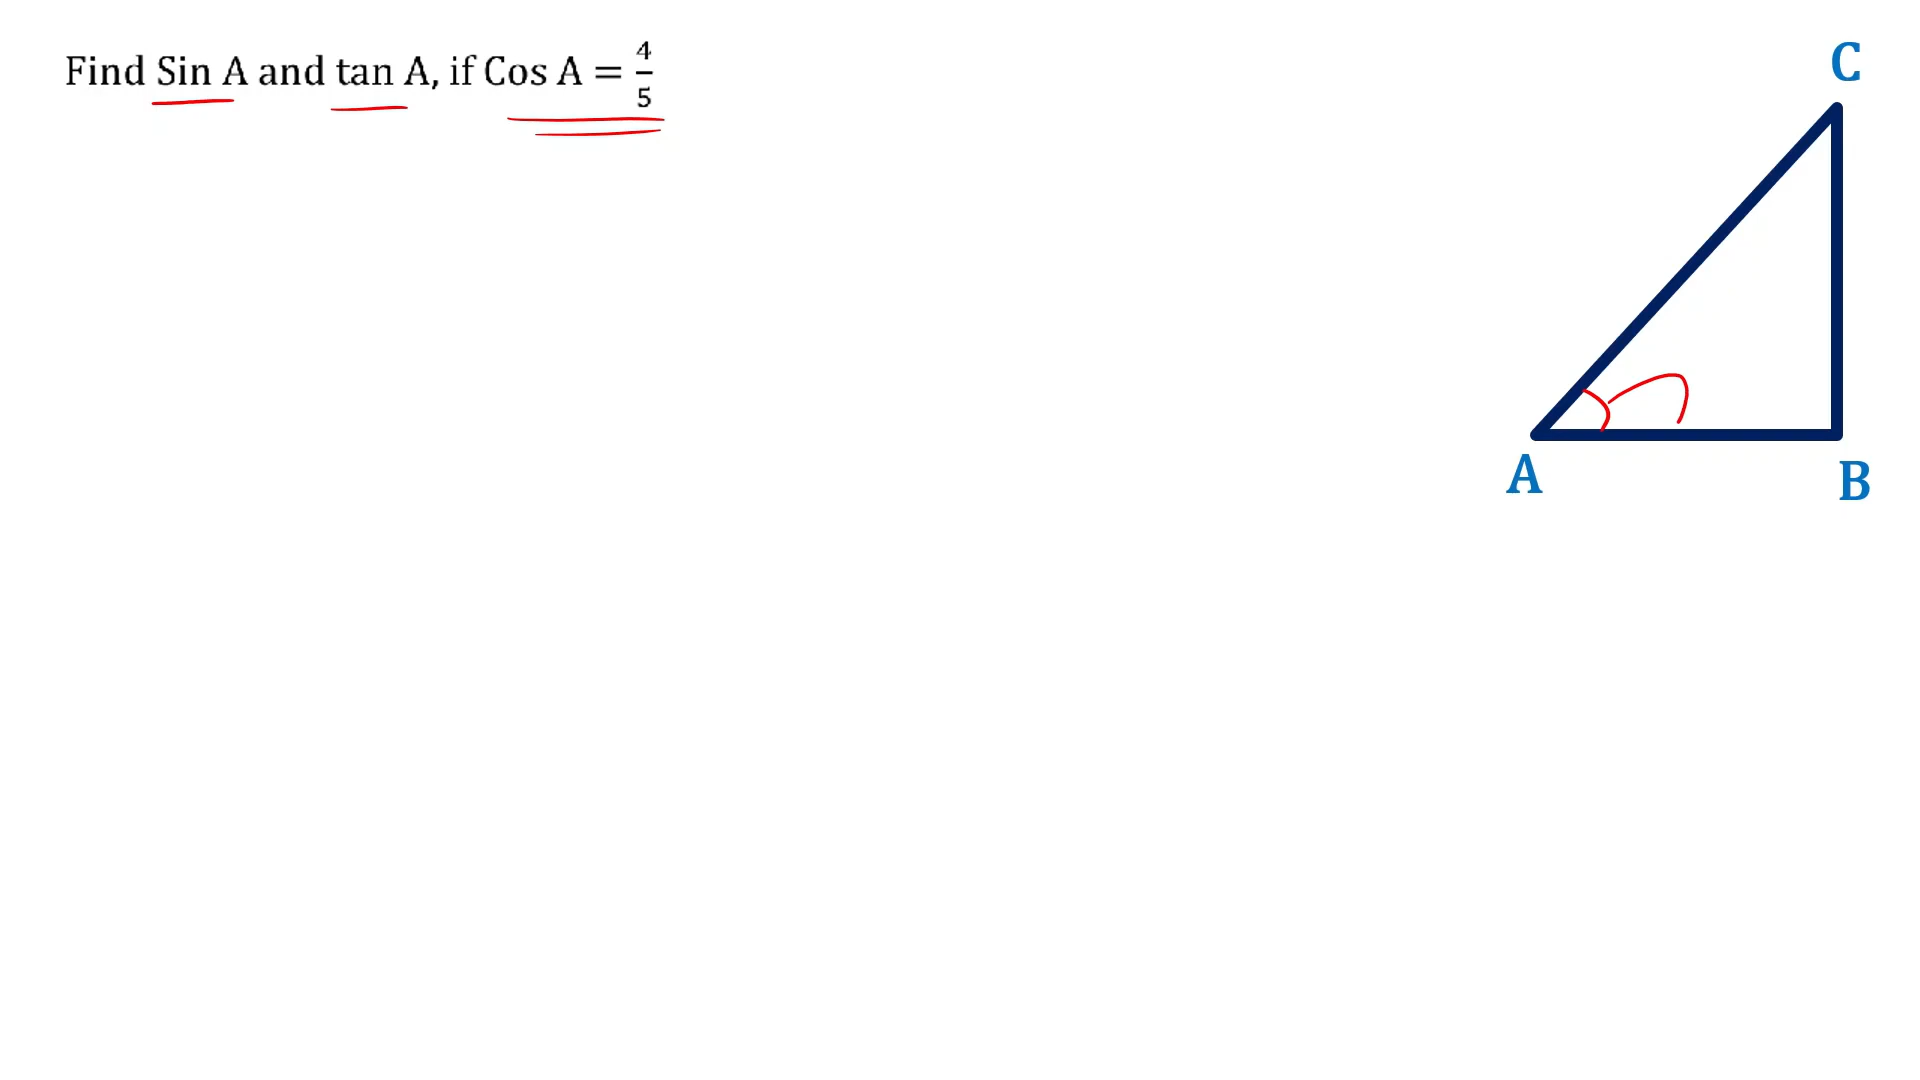 Find Sin A and tan A, if Cos A = 4/5
C
A
B